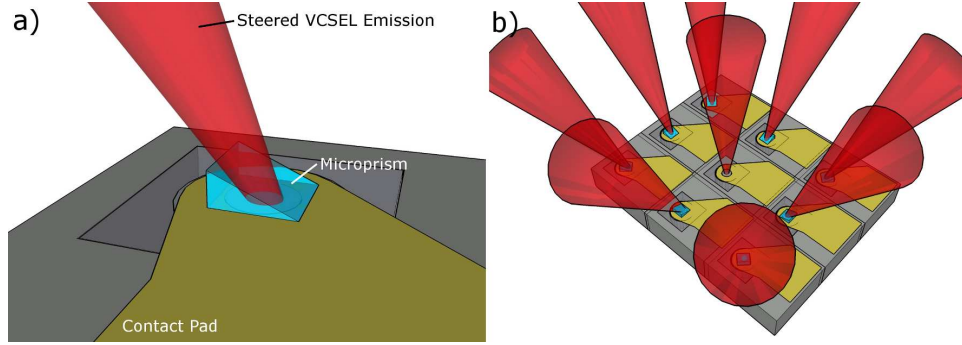 a)
Steered VCSEL Emission
Microprism
Contact Pad
b)